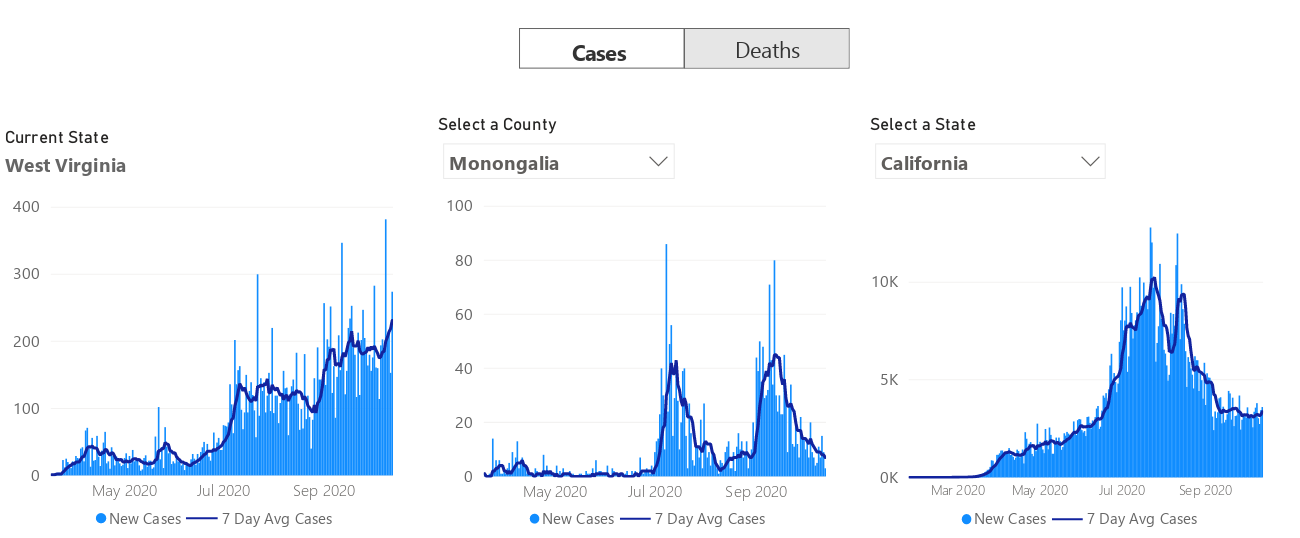 Cases Deaths
Current State
West Virginia
Select a County
Monongalia
Select a State
California
400
300
200
100
0
May 2020 Jul 2020 Sep 2020
New Cases 7 Day Avg Cases
100
80
60
40
20
0
May 2020 Jul 2020 Sep 2020
New Cases 7 Day Avg Cases
10K
5K
0K
Mar 2020 May 2020 Jul 2020 Sep 2020
New Cases 7 Day Avg Cases